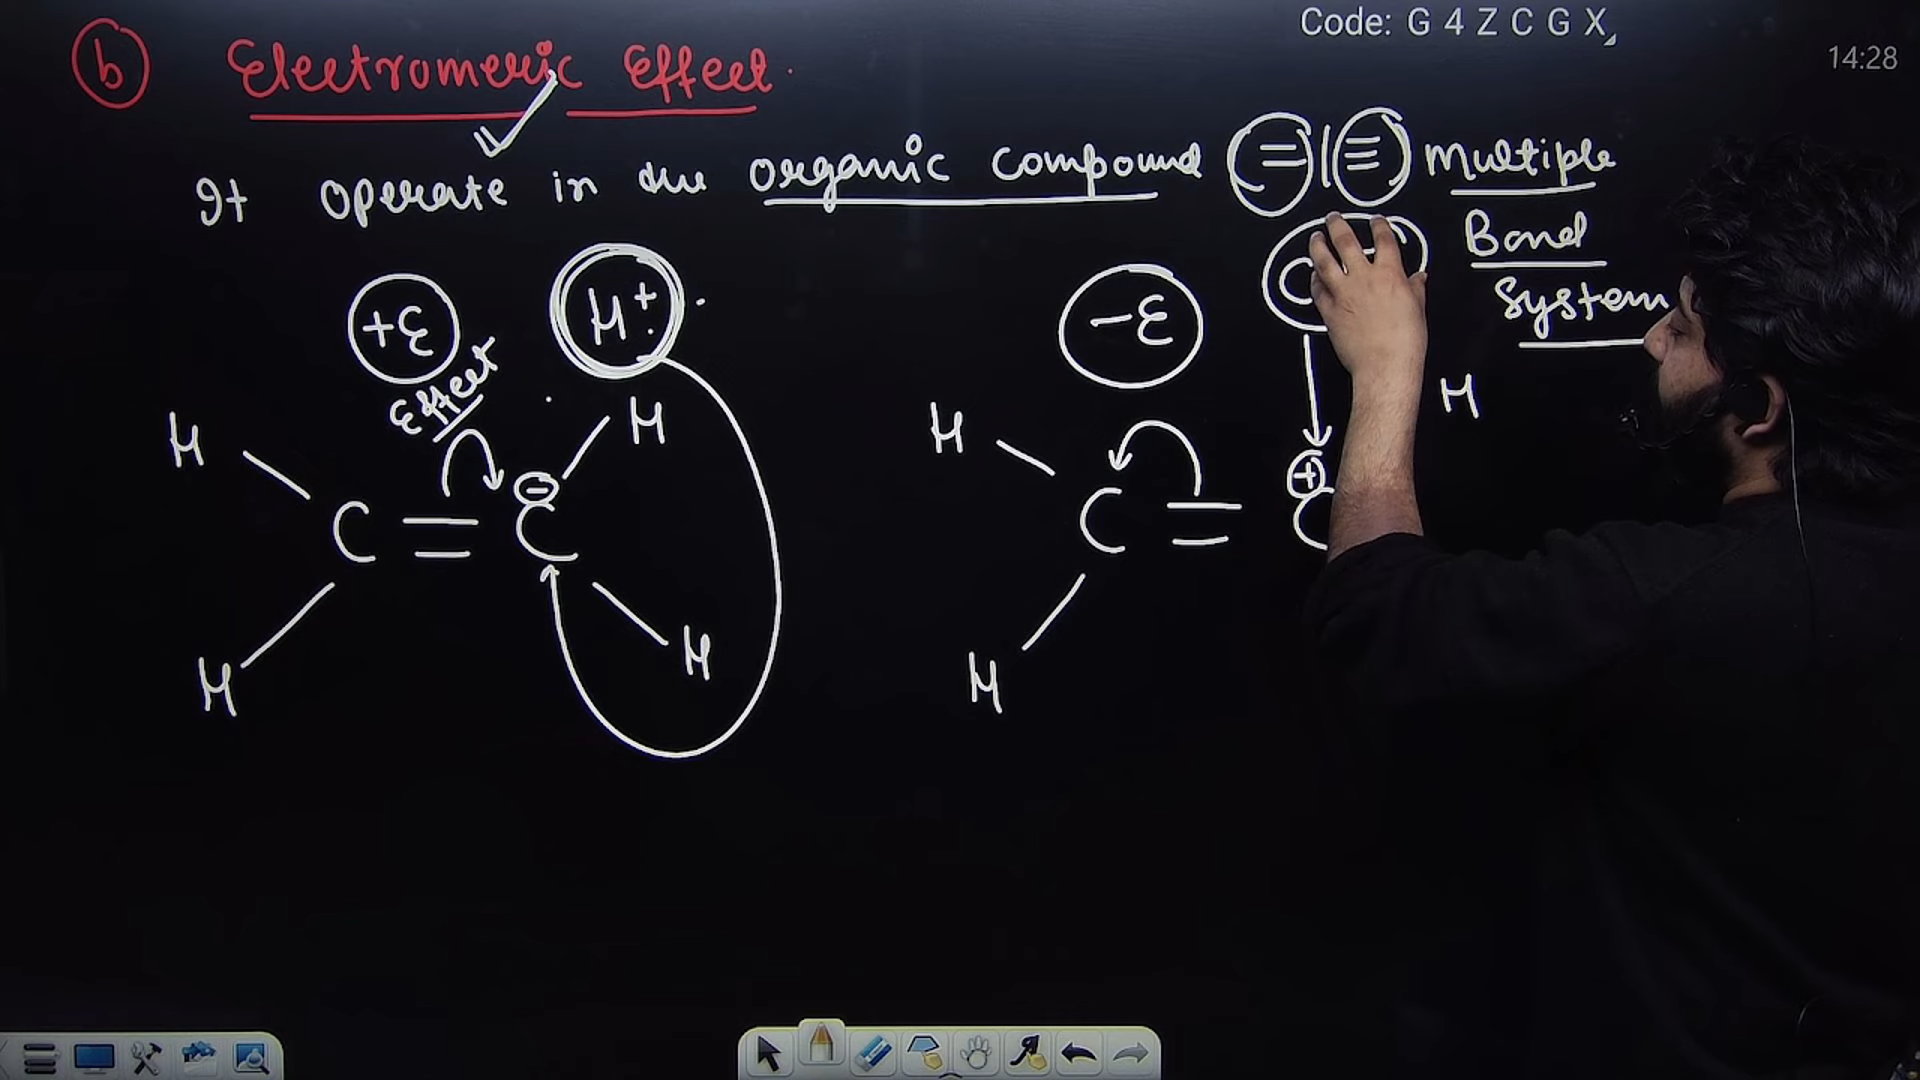 Code: G 4 Z C G X
14:28
b Electromeric Effect.
It operate in the organic compound = | ≡ Multiple
Bond
System
+E H+ -E
Effect
H H H H
⊖ ⊕
C = C C = C
H H H